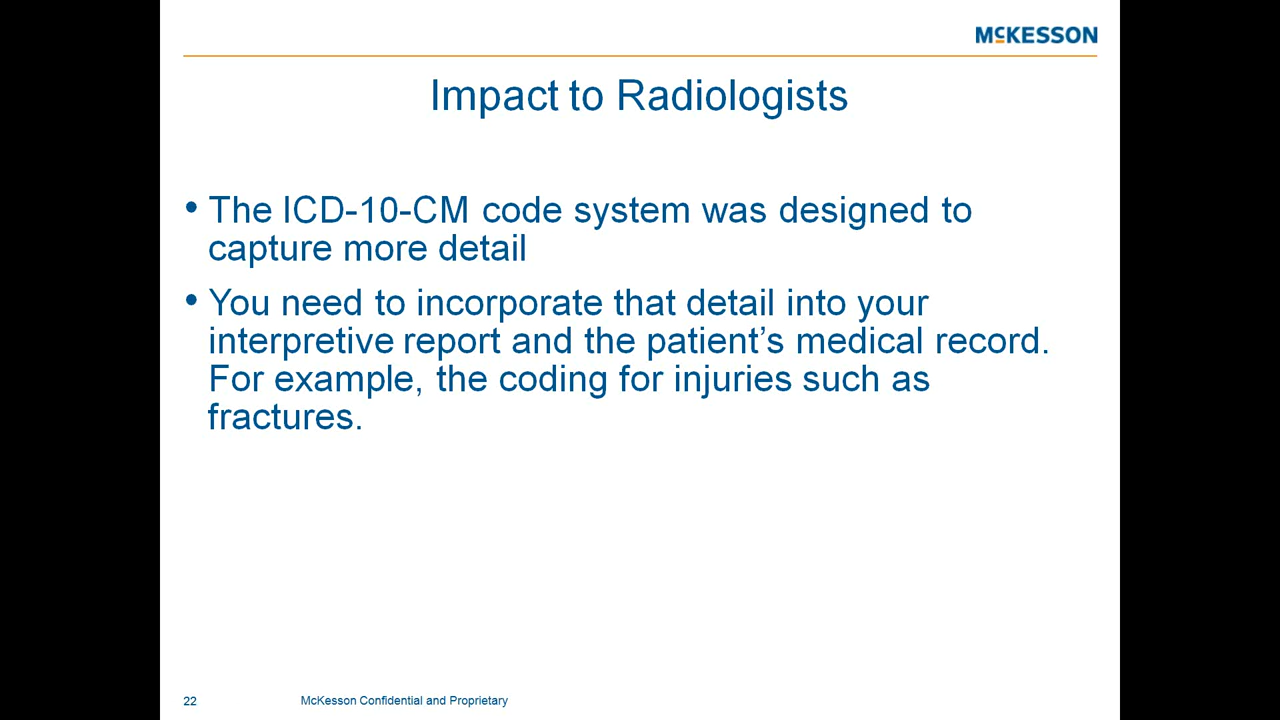 McKESSON
Impact to Radiologists
• The ICD-10-CM code system was designed to
capture more detail
• You need to incorporate that detail into your
interpretive report and the patient’s medical record.
For example, the coding for injuries such as
fractures.
22 McKesson Confidential and Proprietary